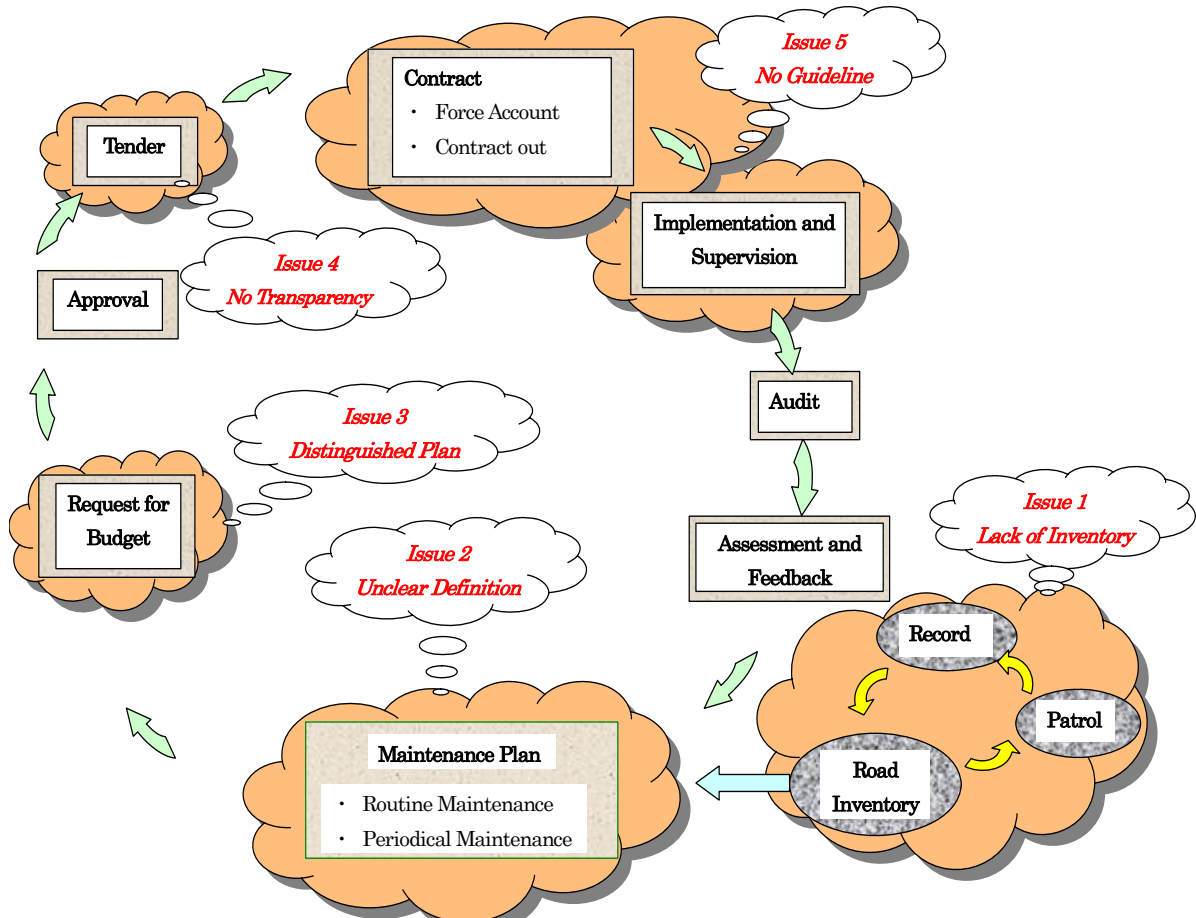 Issue 5
No Guideline
Contract
・ Force Account
・ Contract out
Tender
Implementation and
Supervision
Issue 4
No Transparency
Approval
Audit
Issue 3
Distinguished Plan
Request for
Budget
Issue 1
Lack of Inventory
Assessment and
Feedback
Issue 2
Unclear Definition
Record
Patrol
Maintenance Plan
・ Routine Maintenance
・ Periodical Maintenance
Road
Inventory